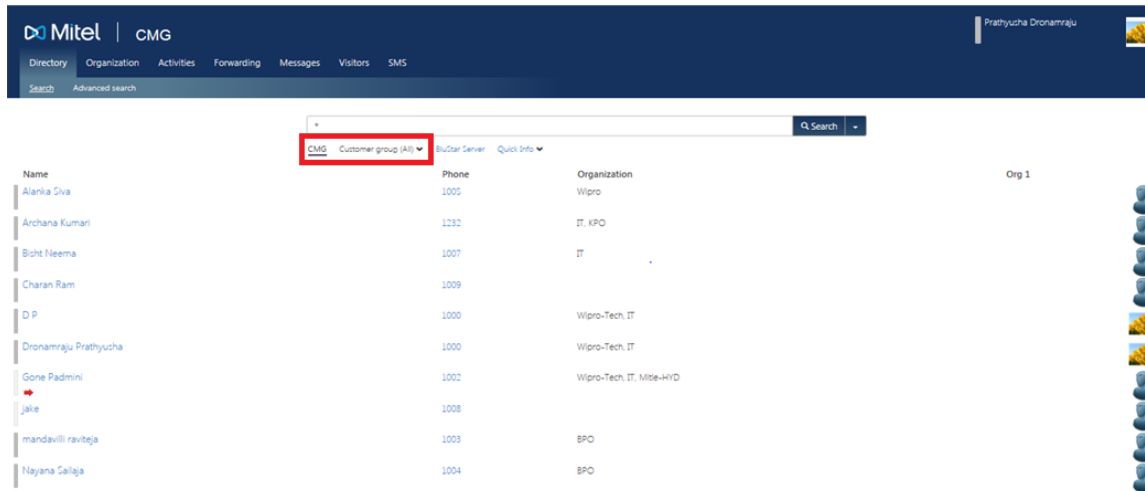 Mitel | CMG
Prathyusha Dronamraju
Directory Organization Activities Forwarding Messages Visitors SMS
Search Advanced search
* Search
CMG Customer group (All) BluStar Server Quick Info
Name Phone Organization Org 1
Alanka Siva 1005 Wipro
Archana Kumari 1232 IT, KPO
Bisht Neema 1007 IT
Charan Ram 1009
D P 1000 Wipro-Tech, IT
Dronamraju Prathyusha 1000 Wipro-Tech, IT
Gone Padmini 1002 Wipro-Tech, IT, Mitle-HYD
jake 1008
mandavilli raviteja 1003 BPO
Nayana Sailaja 1004 BPO